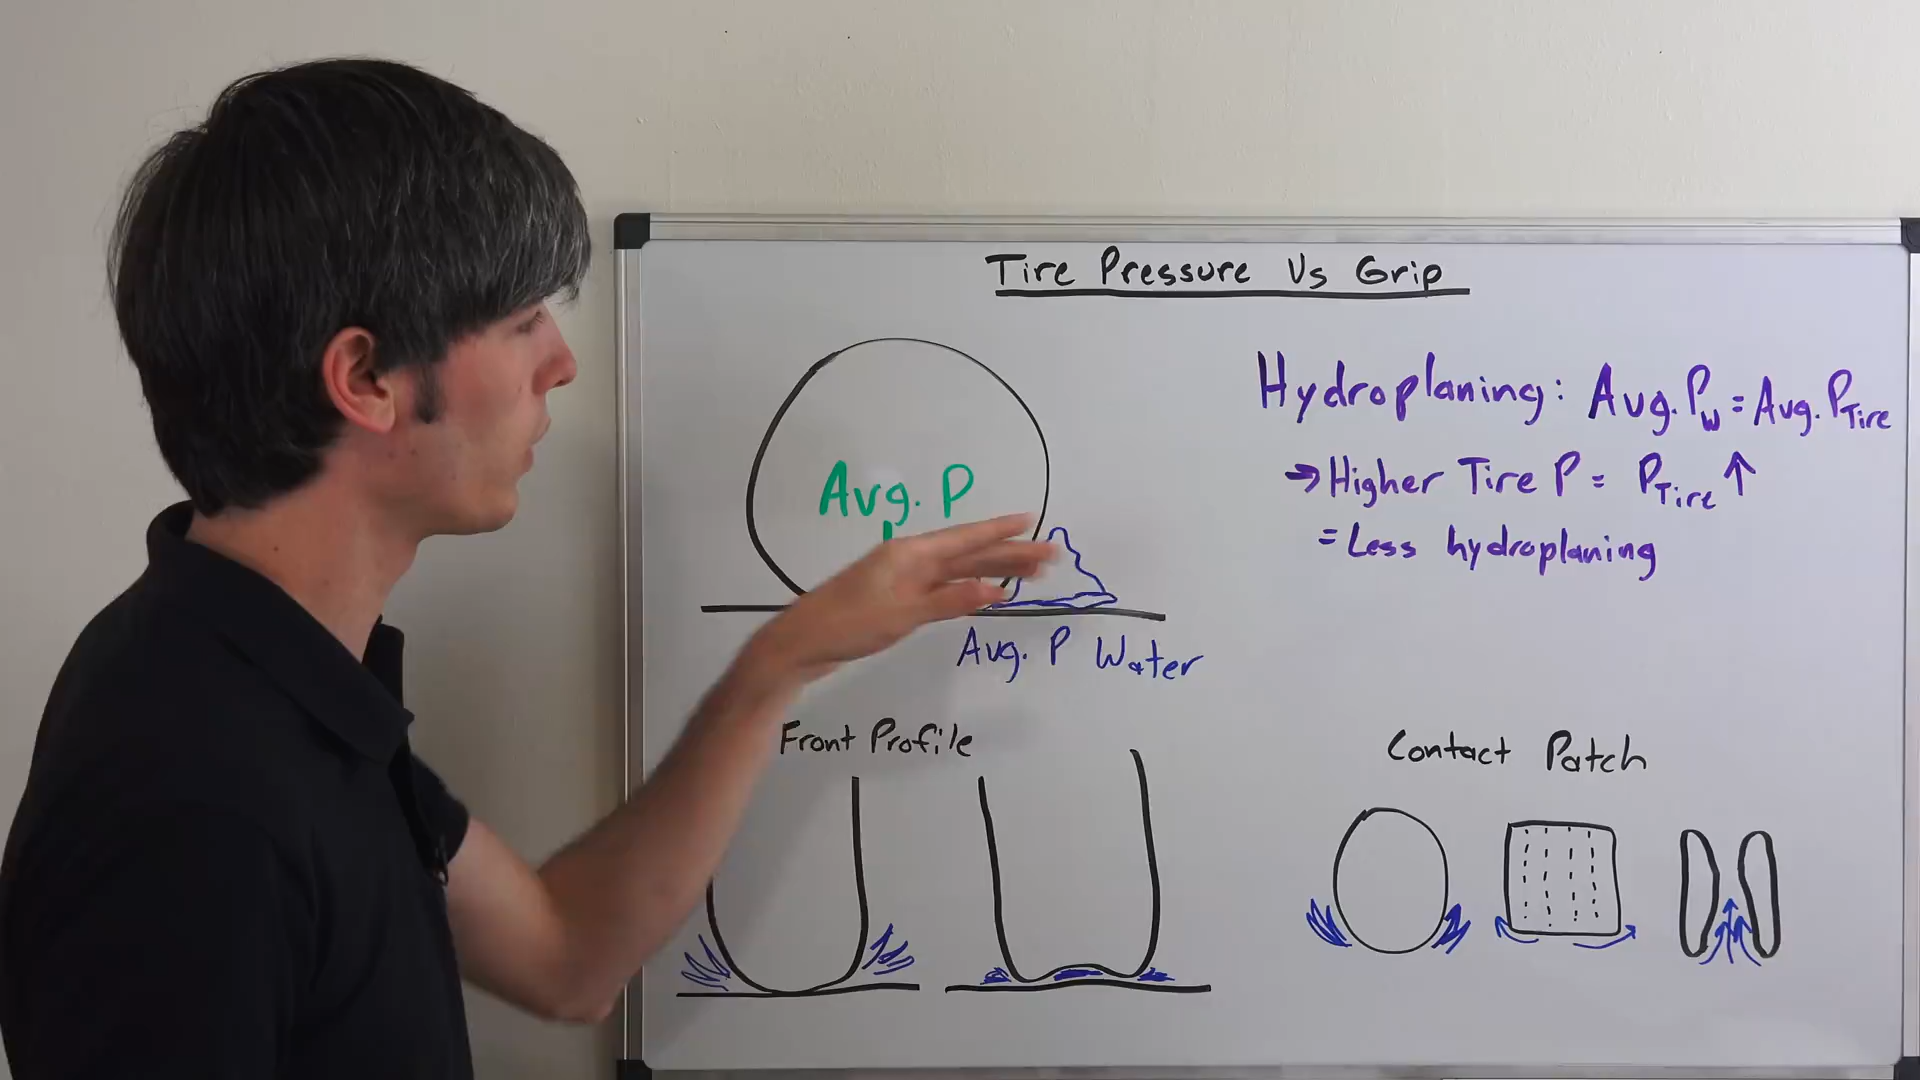 Tire Pressure Vs Grip
Avg. P
Avg. P Water
Hydroplaning: Avg. Pw = Avg. PTire
→ Higher Tire P = PTire ↑
= Less hydroplaning
Front Profile
Contact Patch